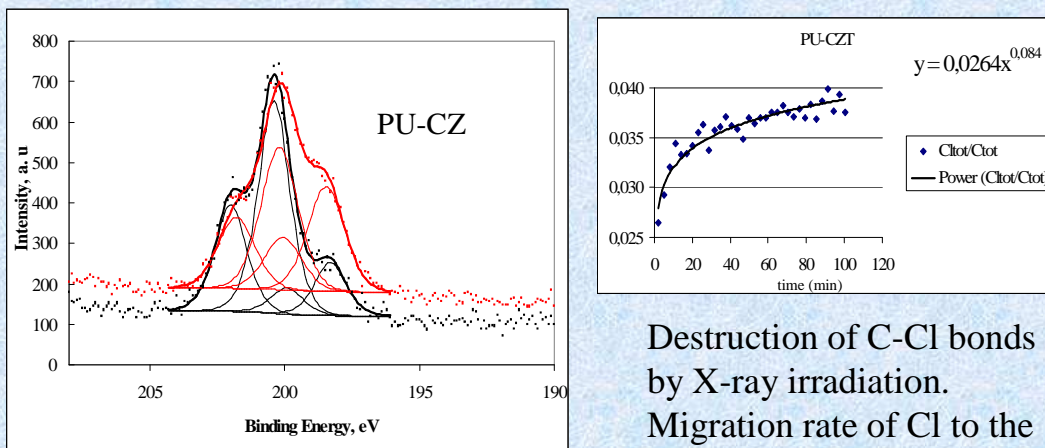 800
700
600
500
400
300
200
100
0
Intensity, a. u
PU-CZ
205
200
195
190
Binding Energy, eV
PU-CZT
y = 0,0264x^0,084
0,040
0,035
0,030
0,025
0
20
40
60
80
100
120
time (min)
Cltot/Ctot
Power (Cltot/Ctot)
Destruction of C-Cl bonds
by X-ray irradiation.
Migration rate of Cl to the